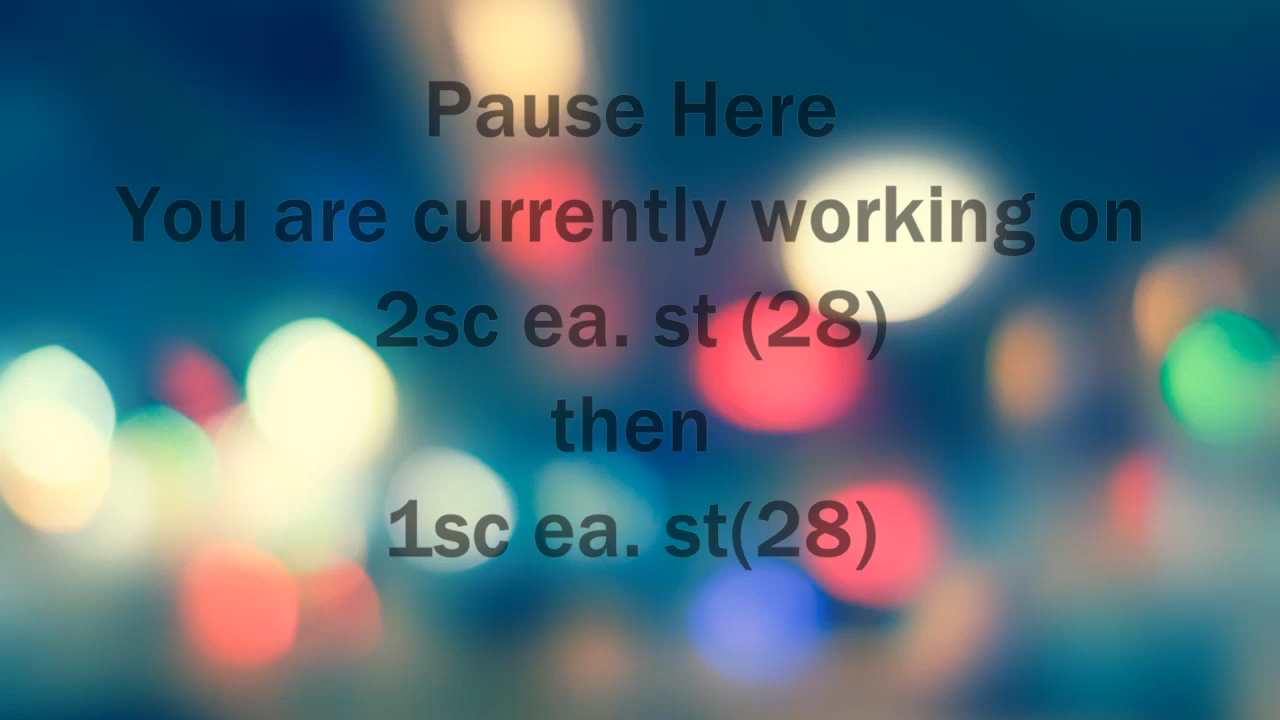 Pause Here
You are currently working on
2sc ea. st (28)
then
1sc ea. st(28)